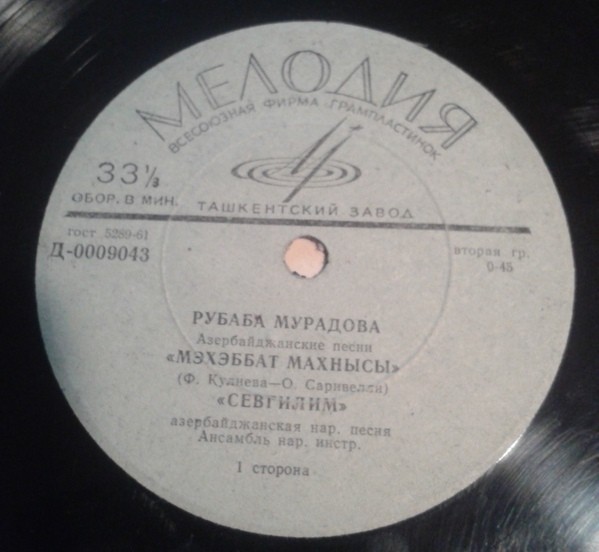 МЕЛОДИЯ
ВСЕСОЮЗНАЯ ФИРМА ГРАМПЛАСТИНОК
33⅓
ОБОР. В МИН.
ТАШКЕНТСКИЙ ЗАВОД
гост 5289-61
Д-0009043
вторая гр.
0-45
РУБАБА МУРАДОВА
Азербайджанские песни
«МЭХЭББАТ МАХНЫСЫ»
(Ф. Кулиева—О. Саривелли)
«СЕВГИЛИМ»
азербайджанская нар. песня
Ансамбль нар. инстр.
1 сторона